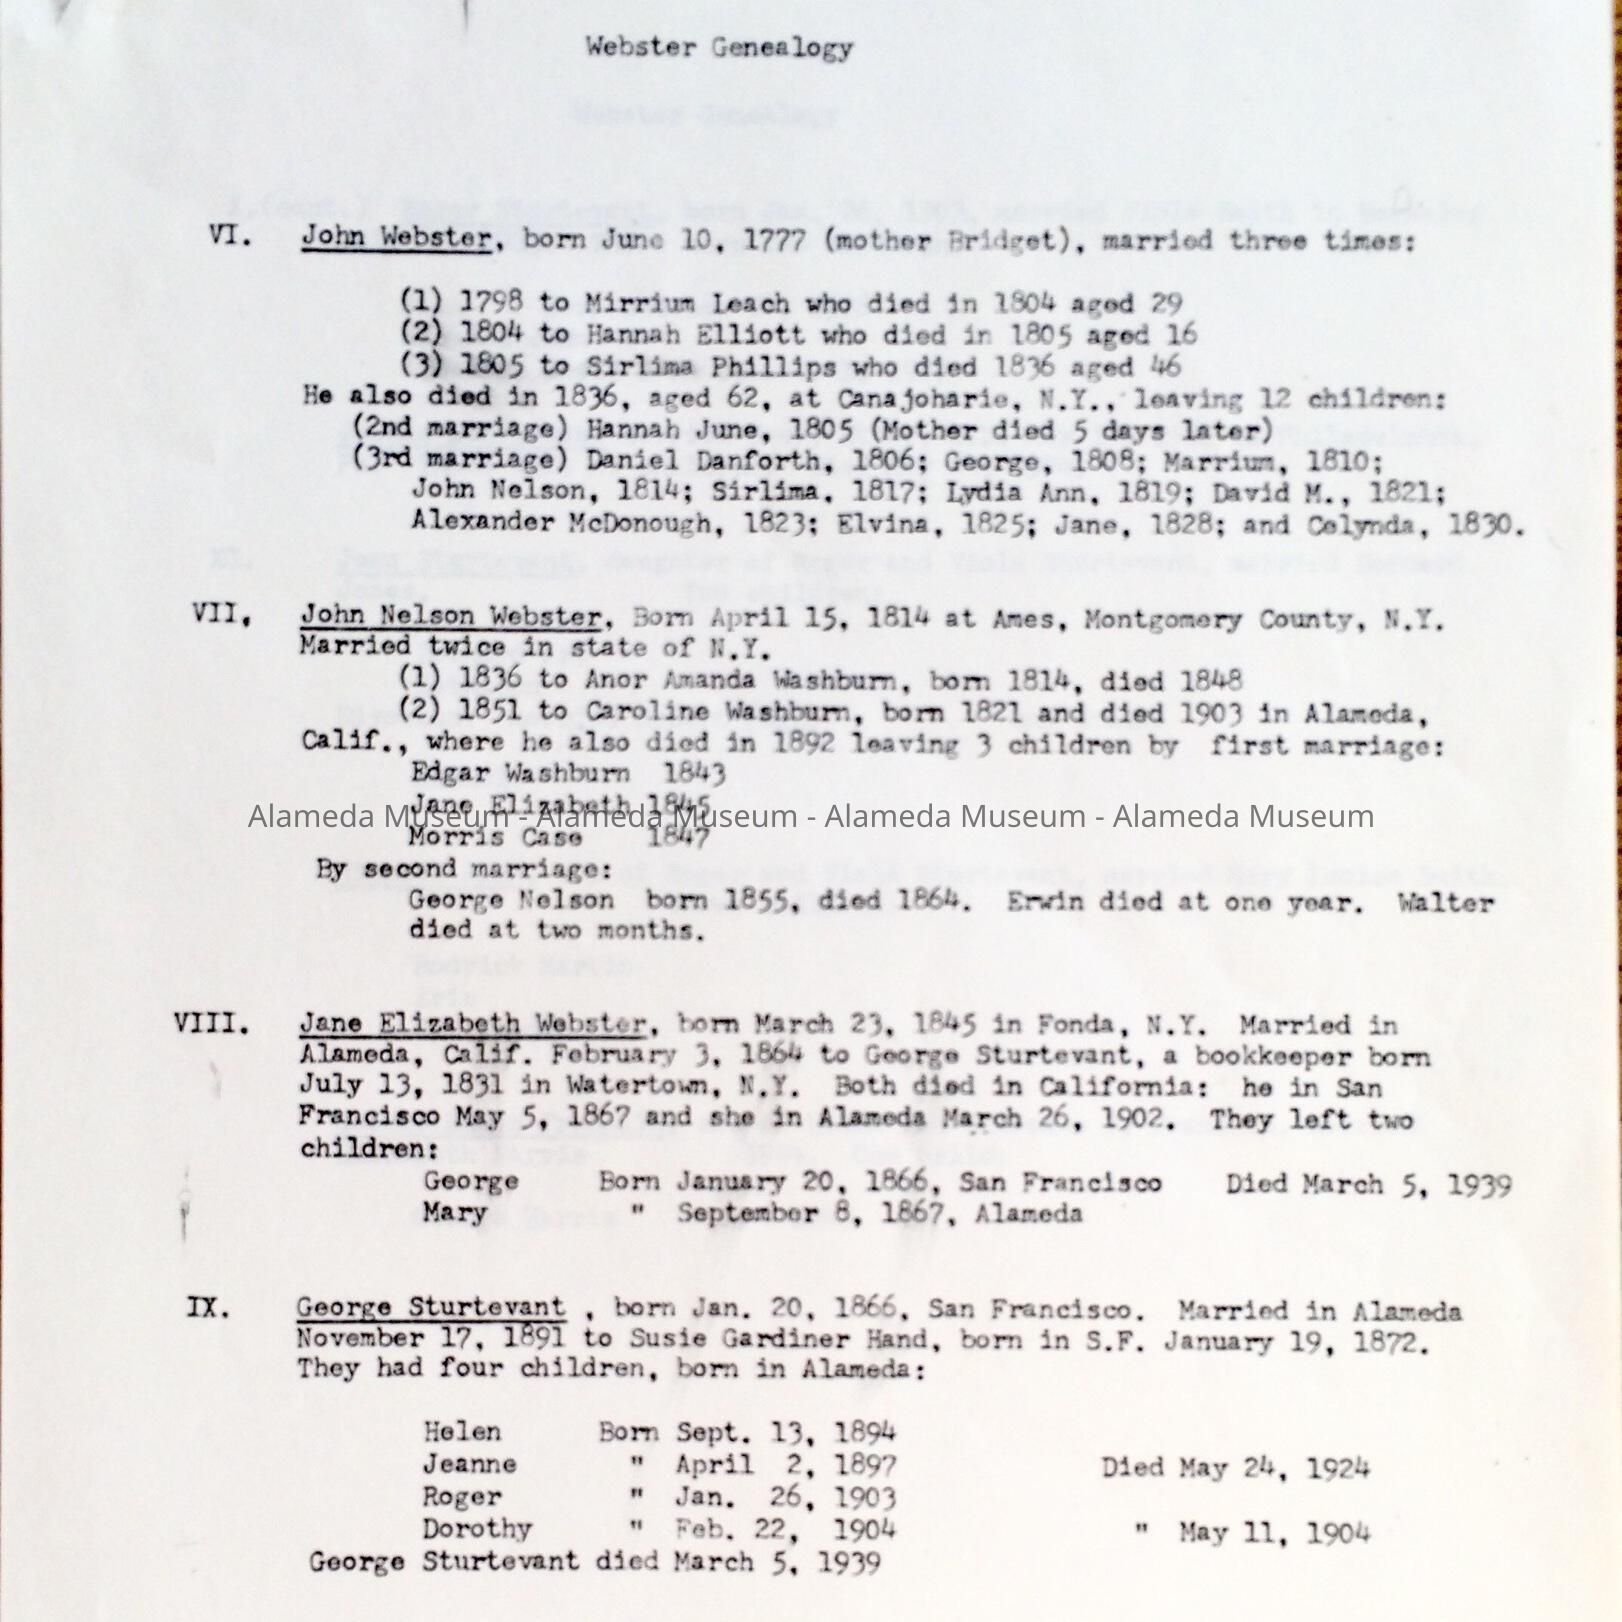 Webster Genealogy
VI. John Webster, born June 10, 1777 (mother Bridget), married three times:
(1) 1798 to Mirrium Leach who died in 1804 aged 29
(2) 1804 to Hannah Elliott who died in 1805 aged 16
(3) 1805 to Sirlima Phillips who died 1836 aged 46
He also died in 1836, aged 62, at Canajoharie, N.Y., leaving 12 children:
(2nd marriage) Hannah June, 1805 (Mother died 5 days later)
(3rd marriage) Daniel Danforth, 1806; George, 1808; Marrium, 1810;
John Nelson, 1814; Sirlima, 1817; Lydia Ann, 1819; David M., 1821;
Alexander McDonough, 1823; Elvina, 1825; Jane, 1828; and Celynda, 1830.
VII. John Nelson Webster, Born April 15, 1814 at Ames, Montgomery County, N.Y.
Married twice in state of N.Y.
(1) 1836 to Anor Amanda Washburn, born 1814, died 1848
(2) 1851 to Caroline Washburn, born 1821 and died 1903 in Alameda,
Calif., where he also died in 1892 leaving 3 children by first marriage:
Edgar Washburn 1843
Jane Elizabeth 1845
Alameda Museum - Alameda Museum - Alameda Museum - Alameda Museum
Morris Case 1847
By second marriage:
George Nelson born 1855, died 1864. Erwin died at one year. Walter
died at two months.
VIII. Jane Elizabeth Webster, born March 23, 1845 in Fonda, N.Y. Married in
Alameda, Calif. February 3, 1864 to George Sturtevant, a bookkeeper born
July 13, 1831 in Watertown, N.Y. Both died in California: he in San
Francisco May 5, 1867 and she in Alameda March 26, 1902. They left two
children:
George Born January 20, 1866, San Francisco Died March 5, 1939
Mary " September 8, 1867, Alameda
IX. George Sturtevant , born Jan. 20, 1866, San Francisco. Married in Alameda
November 17, 1891 to Susie Gardiner Hand, born in S.F. January 19, 1872.
They had four children, born in Alameda:
Helen Born Sept. 13, 1894
Jeanne " April 2, 1897 Died May 24, 1924
Roger " Jan. 26, 1903
Dorothy " Feb. 22, 1904 " May 11, 1904
George Sturtevant died March 5, 1939